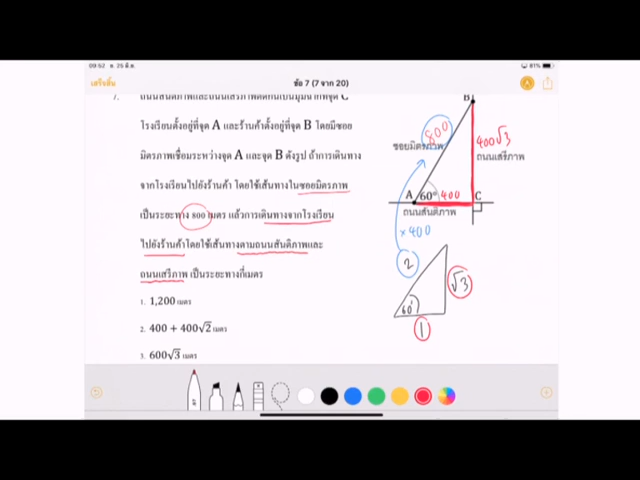 09:52 อ. 25 มี.ค.
81%
เสร็จสิ้น
ข้อ 7 (7 จาก 20)
7. ถนนสันติภาพและถนนเสรีภาพตัดกันเป็นมุมฉากที่จุด C
โรงเรียนตั้งอยู่ที่จุด A และร้านค้าตั้งอยู่ที่จุด B โดยมีซอย
มิตรภาพเชื่อมระหว่างจุด A และจุด B ดังรูป ถ้าการเดินทาง
จากโรงเรียนไปยังร้านค้า โดยใช้เส้นทางในซอยมิตรภาพ
เป็นระยะทาง 800 เมตร แล้วการเดินทางจากโรงเรียน
ไปยังร้านค้าโดยใช้เส้นทางตามถนนสันติภาพและ
ถนนเสรีภาพ เป็นระยะทางกี่เมตร
1. 1,200 เมตร
2. 400 + 400√2 เมตร
3. 600√3 เมตร
B
800
ซอยมิตรภาพ
400√3
ถนนเสรีภาพ
A 60° 400 C
ถนนสันติภาพ
×400
2
√3
60°
1